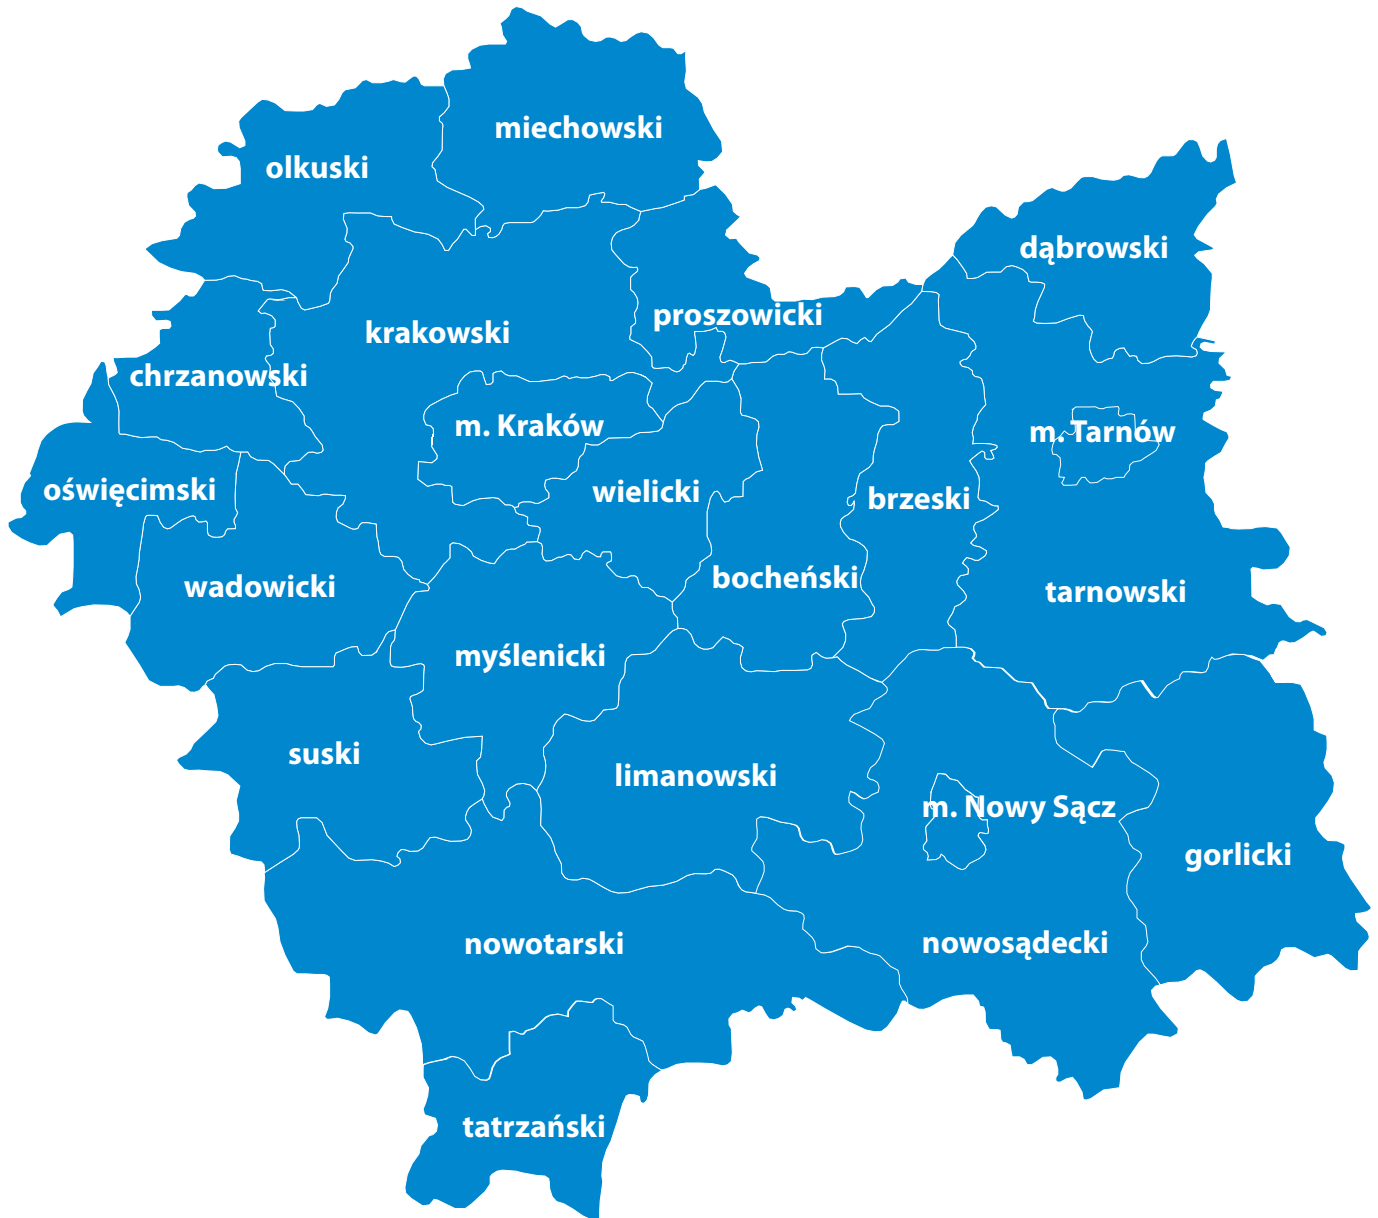 miechowski
olkuski
dąbrowski
proszowicki
krakowski
chrzanowski
m. Kraków
m. Tarnów
oświęcimski
wielicki
brzeski
wadowicki
bocheński
tarnowski
myślenicki
suski
limanowski
m. Nowy Sącz
gorlicki
nowotarski
nowosądecki
tatrzański